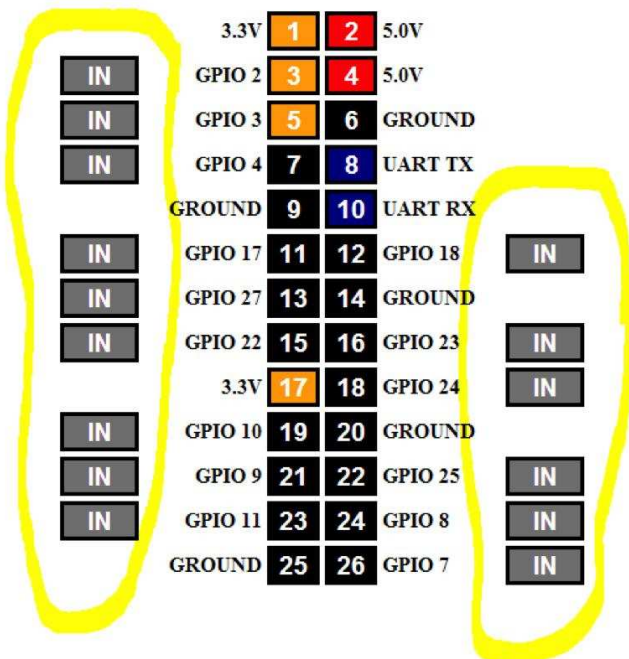 3.3V 1 2 5.0V
IN GPIO 2 3 4 5.0V
IN GPIO 3 5 6 GROUND
IN GPIO 4 7 8 UART TX
GROUND 9 10 UART RX
IN GPIO 17 11 12 GPIO 18 IN
IN GPIO 27 13 14 GROUND
IN GPIO 22 15 16 GPIO 23 IN
3.3V 17 18 GPIO 24 IN
IN GPIO 10 19 20 GROUND
IN GPIO 9 21 22 GPIO 25 IN
IN GPIO 11 23 24 GPIO 8 IN
GROUND 25 26 GPIO 7 IN